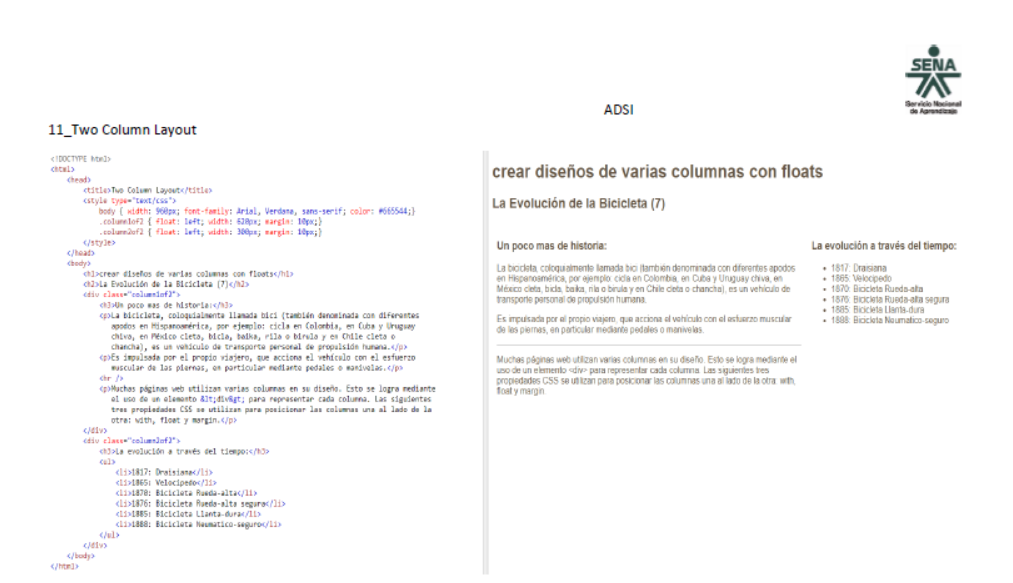 SENA
Servicio Nacional
de Aprendizaje
ADSI
11_Two Column Layout
<!DOCTYPE html>
<html>
<head>
<title>Two Column Layout</title>
<style type="text/css">
body { width: 960px; font-family: Arial, Verdana, sans-serif; color: #665544;}
.column1of2 { float: left; width: 620px; margin: 10px;}
.column2of2 { float: left; width: 300px; margin: 10px;}
</style>
</head>
<body>
<h1>crear diseños de varias columnas con floats</h1>
<h2>La Evolución de la Bicicleta (7)</h2>
<div class="column1of2">
<h3>Un poco mas de historia:</h3>
<p>La bicicleta, coloquialmente llamada bici (también denominada con diferentes
apodos en Hispanoamérica, por ejemplo: cicla en Colombia, en Cuba y Uruguay
chiva, en México cleta, bicla, baika, rila o birula y en Chile cleta o
chancha), es un vehículo de transporte personal de propulsión humana.</p>
<p>Es impulsada por el propio viajero, que acciona el vehículo con el esfuerzo
muscular de las piernas, en particular mediante pedales o manivelas.</p>
<hr />
<p>Muchas páginas web utilizan varias columnas en su diseño. Esto se logra mediante
el uso de un elemento &lt;div&gt; para representar cada columna. Las siguientes
tres propiedades CSS se utilizan para posicionar las columnas una al lado de la
otra: with, float y margin.</p>
</div>
<div class="column2of2">
<h3>La evolución a través del tiempo:</h3>
<ul>
<li>1817: Draisiana</li>
<li>1865: Velocipedo</li>
<li>1870: Bicicleta Rueda-alta</li>
<li>1876: Bicicleta Rueda-alta segura</li>
<li>1885: Bicicleta Llanta-dura</li>
<li>1888: Bicicleta Neumatico-seguro</li>
</ul>
</div>
</body>
</html>
crear diseños de varias columnas con floats
La Evolución de la Bicicleta (7)
Un poco mas de historia:
La bicicleta, coloquialmente llamada bici (también denominada con diferentes apodos
en Hispanoamérica, por ejemplo: cicla en Colombia, en Cuba y Uruguay chiva, en
México cleta, bicla, baika, rila o birula y en Chile cleta o chancha), es un vehículo de
transporte personal de propulsión humana.
Es impulsada por el propio viajero, que acciona el vehículo con el esfuerzo muscular
de las piernas, en particular mediante pedales o manivelas.
Muchas páginas web utilizan varias columnas en su diseño. Esto se logra mediante el
uso de un elemento <div> para representar cada columna. Las siguientes tres
propiedades CSS se utilizan para posicionar las columnas una al lado de la otra: with,
float y margin.
La evolución a través del tiempo:
• 1817: Draisiana
• 1865: Velocipedo
• 1870: Bicicleta Rueda-alta
• 1876: Bicicleta Rueda-alta segura
• 1885: Bicicleta Llanta-dura
• 1888: Bicicleta Neumatico-seguro